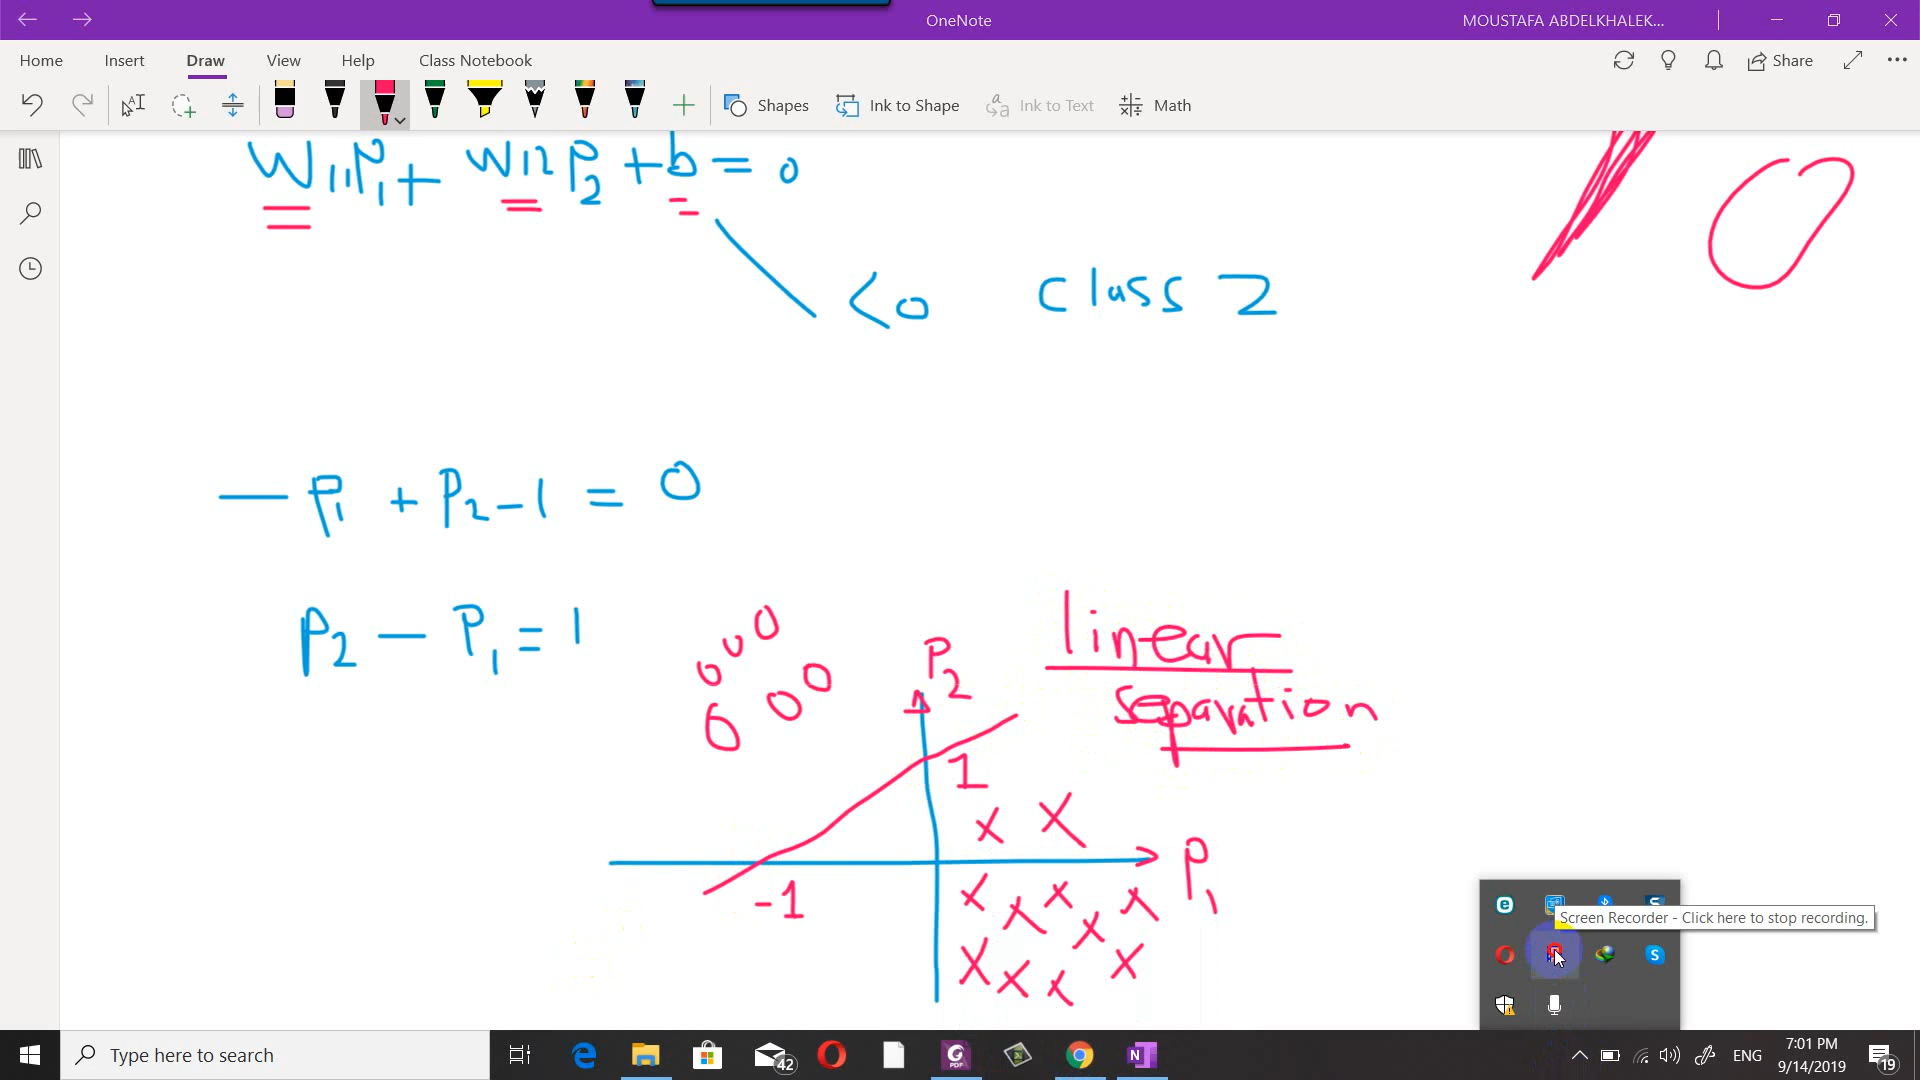 OneNote
MOUSTAFA ABDELKHALEK...
Home Insert Draw View Help Class Notebook
Share
Shapes Ink to Shape Ink to Text Math
W11P1 + W12P2 + b = 0
<0 class 2
— P1 + P2 - 1 = 0
P2 — P1 = 1
P2
linear
separation
1
P1
-1
Screen Recorder - Click here to stop recording.
Type here to search
42
PDF
N
ENG
7:01 PM
9/14/2019
19